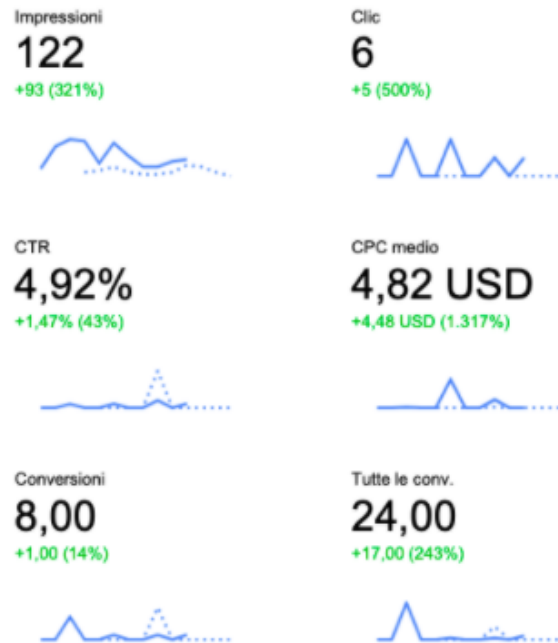 Impressioni
122
+93 (321%)
Clic
6
+5 (500%)
CTR
4,92%
+1,47% (43%)
CPC medio
4,82 USD
+4,48 USD (1.317%)
Conversioni
8,00
+1,00 (14%)
Tutte le conv.
24,00
+17,00 (243%)